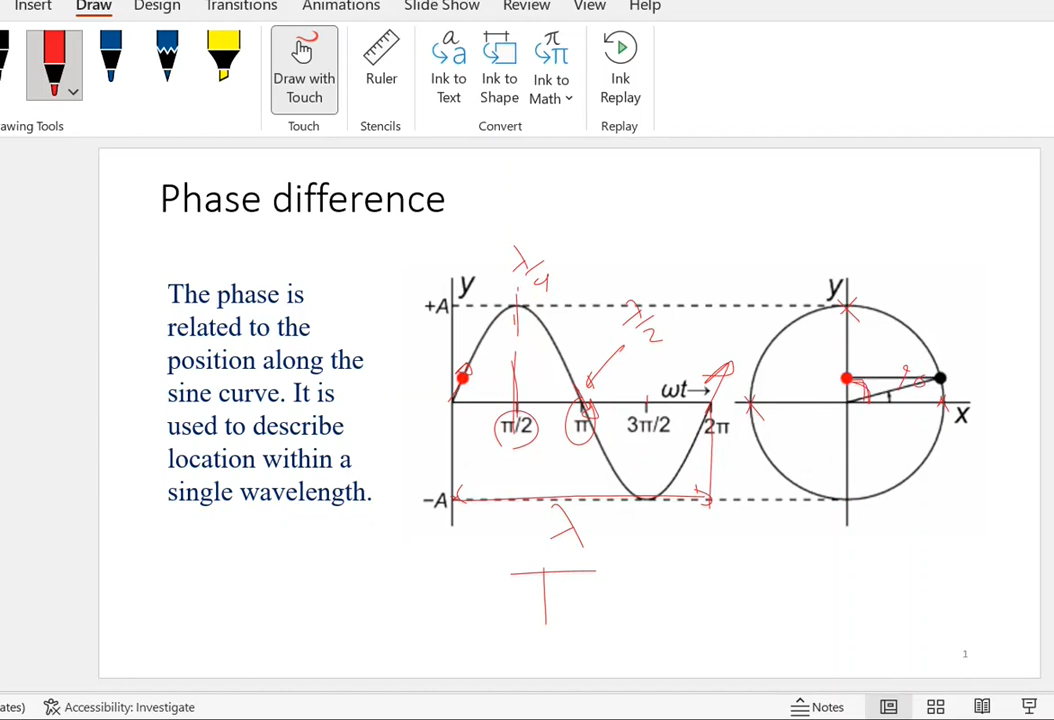 Insert Draw Design Transitions Animations Slide Show Review View Help
Draw with
Touch
Ruler
Ink to
Text
Ink to
Shape
Ink to
Math
Ink
Replay
awing Tools
Touch
Stencils
Convert
Replay
Phase difference
The phase is
related to the
position along the
sine curve. It is
used to describe
location within a
single wavelength.
λ/4
y
+A
λ/2
ωt→
π/2
π
3π/2
2π
−A
λ
T
y
x
1
ates)
Accessibility: Investigate
Notes